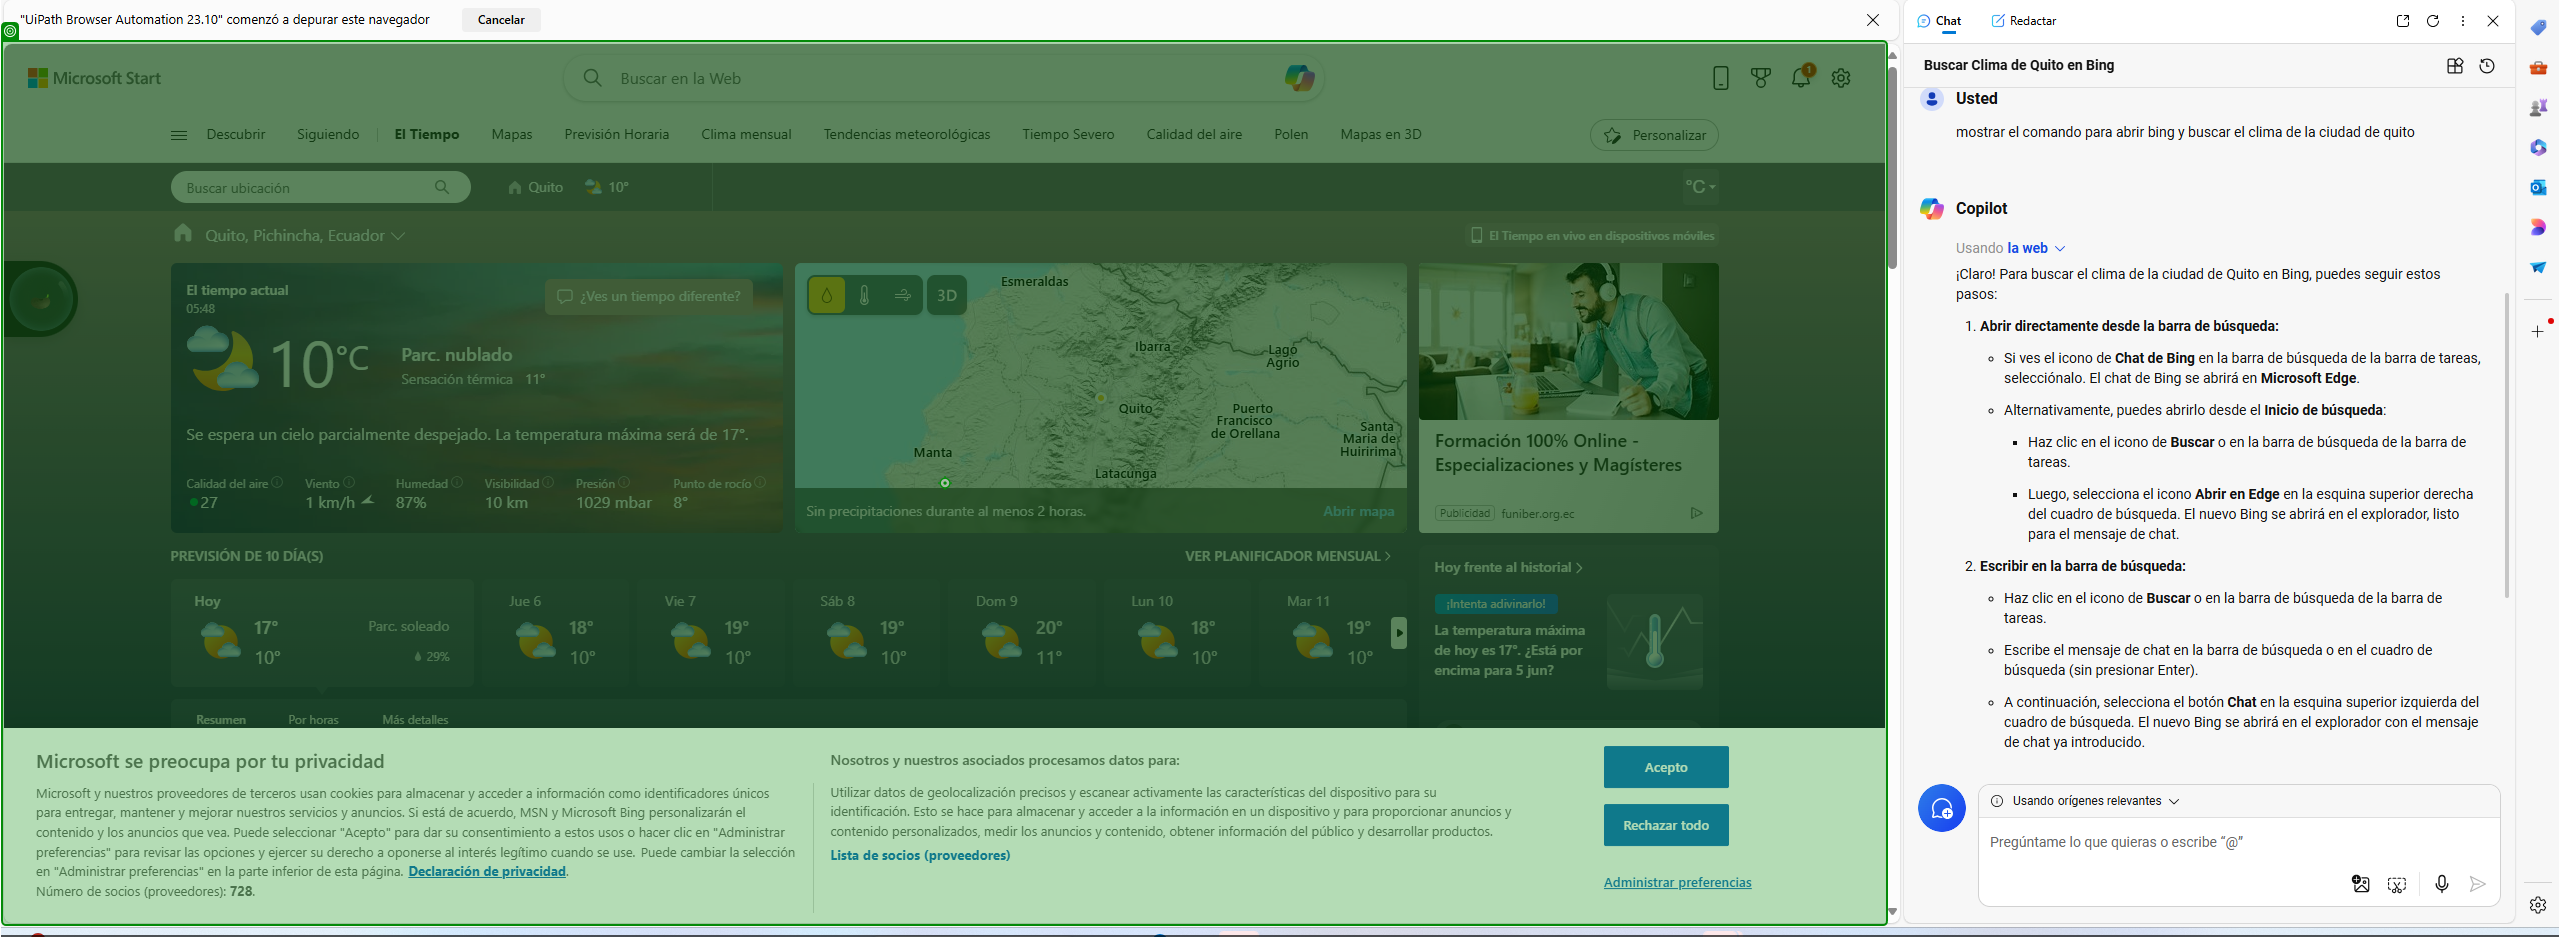 "UiPath Browser Automation 23.10" comenzó a depurar este navegador
Cancelar
Microsoft Start
Buscar en la Web
1
Descubrir
Siguiendo
El Tiempo
Mapas
Previsión Horaria
Clima mensual
Tendencias meteorológicas
Tiempo Severo
Calidad del aire
Polen
Mapas en 3D
Personalizar
Buscar ubicación
Quito
10°
°C
Quito, Pichincha, Ecuador
El Tiempo en vivo en dispositivos móviles
El tiempo actual
05:48
¿Ves un tiempo diferente?
10°C
Parc. nublado
Sensación térmica 11°
Se espera un cielo parcialmente despejado. La temperatura máxima será de 17°.
Calidad del aire
27
Viento
1 km/h
Humedad
87%
Visibilidad
10 km
Presión
1029 mbar
Punto de rocío
8°
3D
Esmeraldas
Ibarra
Lago
Agrio
Quito
Puerto
Francisco
de Orellana
Santa
Maria de
Huiririma
Manta
Latacunga
Sin precipitaciones durante al menos 2 horas.
Abrir mapa
Formación 100% Online -
Especializaciones y Magísteres
Publicidad
funiber.org.ec
PREVISIÓN DE 10 DÍA(S)
VER PLANIFICADOR MENSUAL
Hoy
17°
10°
Parc. soleado
29%
Jue 6
18°
10°
Vie 7
19°
10°
Sáb 8
19°
10°
Dom 9
20°
11°
Lun 10
18°
10°
Mar 11
19°
10°
Hoy frente al historial
¡Intenta adivinarlo!
La temperatura máxima
de hoy es 17°. ¿Está por
encima para 5 jun?
Resumen
Por horas
Más detalles
Microsoft se preocupa por tu privacidad
Microsoft y nuestros proveedores de terceros usan cookies para almacenar y acceder a información como identificadores únicos
para entregar, mantener y mejorar nuestros servicios y anuncios. Si está de acuerdo, MSN y Microsoft Bing personalizarán el
contenido y los anuncios que vea. Puede seleccionar "Acepto" para dar su consentimiento a estos usos o hacer clic en "Administrar
preferencias" para revisar las opciones y ejercer su derecho a oponerse al interés legítimo cuando se use. Puede cambiar la selección
en "Administrar preferencias" en la parte inferior de esta página. Declaración de privacidad.
Número de socios (proveedores): 728.
Nosotros y nuestros asociados procesamos datos para:
Utilizar datos de geolocalización precisos y escanear activamente las características del dispositivo para su
identificación. Esto se hace para almacenar y acceder a la información en un dispositivo y para proporcionar anuncios y
contenido personalizados, medir los anuncios y contenido, obtener información del público y desarrollar productos.
Lista de socios (proveedores)
Acepto
Rechazar todo
Administrar preferencias
Chat
Redactar
Buscar Clima de Quito en Bing
Usted
mostrar el comando para abrir bing y buscar el clima de la ciudad de quito
Copilot
Usando la web
¡Claro! Para buscar el clima de la ciudad de Quito en Bing, puedes seguir estos
pasos:
1. Abrir directamente desde la barra de búsqueda:
Si ves el icono de Chat de Bing en la barra de búsqueda de la barra de tareas,
selecciónalo. El chat de Bing se abrirá en Microsoft Edge.
Alternativamente, puedes abrirlo desde el Inicio de búsqueda:
Haz clic en el icono de Buscar o en la barra de búsqueda de la barra de
tareas.
Luego, selecciona el icono Abrir en Edge en la esquina superior derecha
del cuadro de búsqueda. El nuevo Bing se abrirá en el explorador, listo
para el mensaje de chat.
2. Escribir en la barra de búsqueda:
Haz clic en el icono de Buscar o en la barra de búsqueda de la barra de
tareas.
Escribe el mensaje de chat en la barra de búsqueda o en el cuadro de
búsqueda (sin presionar Enter).
A continuación, selecciona el botón Chat en la esquina superior izquierda del
cuadro de búsqueda. El nuevo Bing se abrirá en el explorador con el mensaje
de chat ya introducido.
Usando orígenes relevantes
Pregúntame lo que quieras o escribe “@”